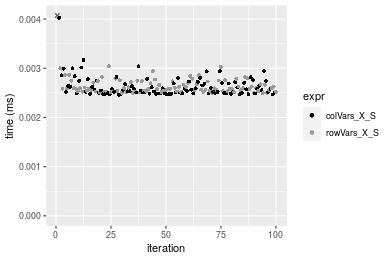 0.004
0.003
0.002
0.001
0.000
time (ms)
0 25 50 75 100
iteration
expr
colVars_X_S
rowVars_X_S